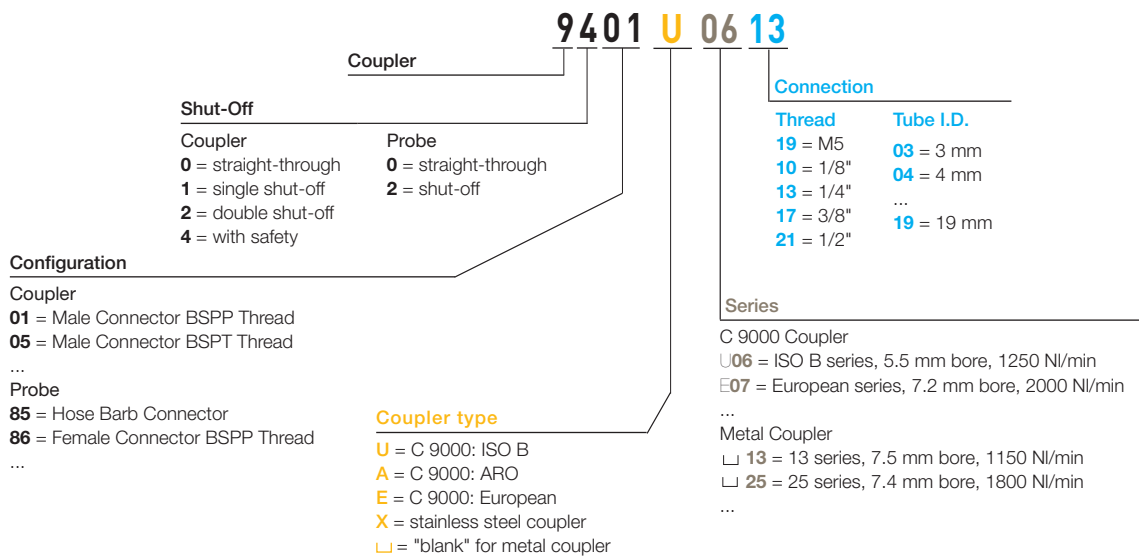 9401 U 06 13
Coupler
Shut-Off
Coupler
0 = straight-through
1 = single shut-off
2 = double shut-off
4 = with safety
Probe
0 = straight-through
2 = shut-off
Configuration
Coupler
01 = Male Connector BSPP Thread
05 = Male Connector BSPT Thread
...
Probe
85 = Hose Barb Connector
86 = Female Connector BSPP Thread
...
Coupler type
U = C 9000: ISO B
A = C 9000: ARO
E = C 9000: European
X = stainless steel coupler
⌴ = "blank" for metal coupler
Connection
Thread
19 = M5
10 = 1/8"
13 = 1/4"
17 = 3/8"
21 = 1/2"
Tube I.D.
03 = 3 mm
04 = 4 mm
...
19 = 19 mm
Series
C 9000 Coupler
U06 = ISO B series, 5.5 mm bore, 1250 Nl/min
E07 = European series, 7.2 mm bore, 2000 Nl/min
...
Metal Coupler
⌴ 13 = 13 series, 7.5 mm bore, 1150 Nl/min
⌴ 25 = 25 series, 7.4 mm bore, 1800 Nl/min
...